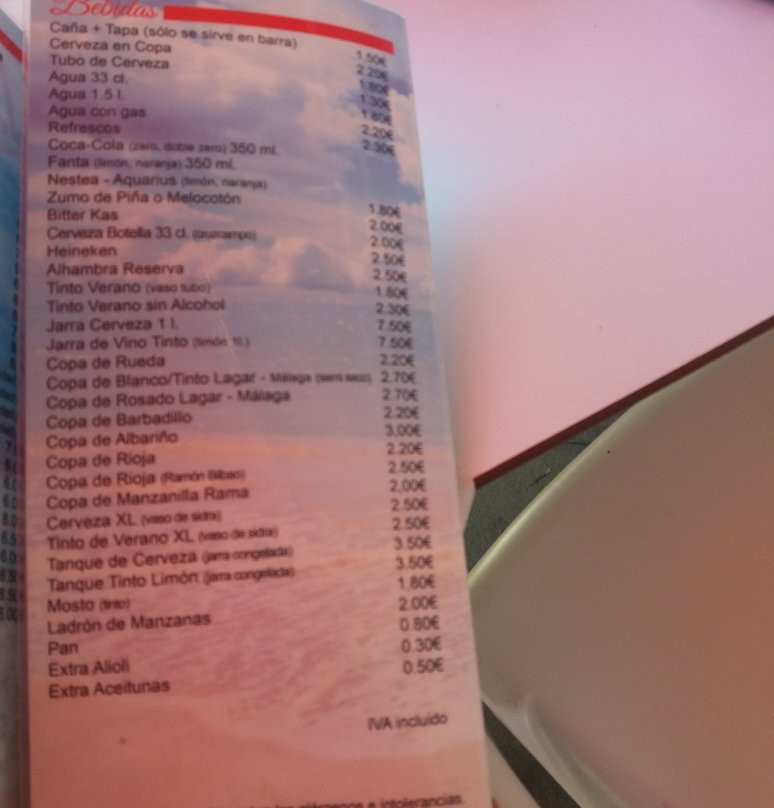 Bebidas
Caña + Tapa (sólo se sirve en barra) 1.50€
Cerveza en Copa 2.20€
Tubo de Cerveza 1.80€
Agua 33 cl. 1.30€
Agua 1.5 l. 1.80€
Agua con gas 2.20€
Refrescos 2.30€
Coca-Cola (zero, doble zero) 350 ml.
Fanta (limón, naranja) 350 ml.
Nestea - Aquarius (limón, naranja)
Zumo de Piña o Melocotón 1.80€
Bitter Kas 2.00€
Cerveza Botella 33 cl. (cruzcampo) 2.00€
Heineken 2.50€
Alhambra Reserva 2.50€
Tinto Verano (vaso tubo) 1.80€
Tinto Verano sin Alcohol 2.30€
Jarra Cerveza 1 l. 7.50€
Jarra de Vino Tinto (limón 1l.) 7.50€
Copa de Rueda 2.20€
Copa de Blanco/Tinto Lagar - Málaga (semi seco) 2.70€
Copa de Rosado Lagar - Málaga 2.70€
Copa de Barbadillo 2.20€
Copa de Albariño 3,00€
Copa de Rioja 2.20€
Copa de Rioja (Ramón Bilbao) 2.50€
Copa de Manzanilla Rama 2,00€
Cerveza XL (vaso de sidra) 2.50€
Tinto de Verano XL (vaso de sidra) 2.50€
Tanque de Cerveza (jarra congelada) 3.50€
Tanque Tinto Limón (jarra congelada) 3.50€
Mosto (tinto) 1.80€
Ladrón de Manzanas 2.00€
Pan 0.80€
Extra Alioli 0.30€
Extra Aceitunas 0.50€
IVA incluido
alérgenos e intolerancias.